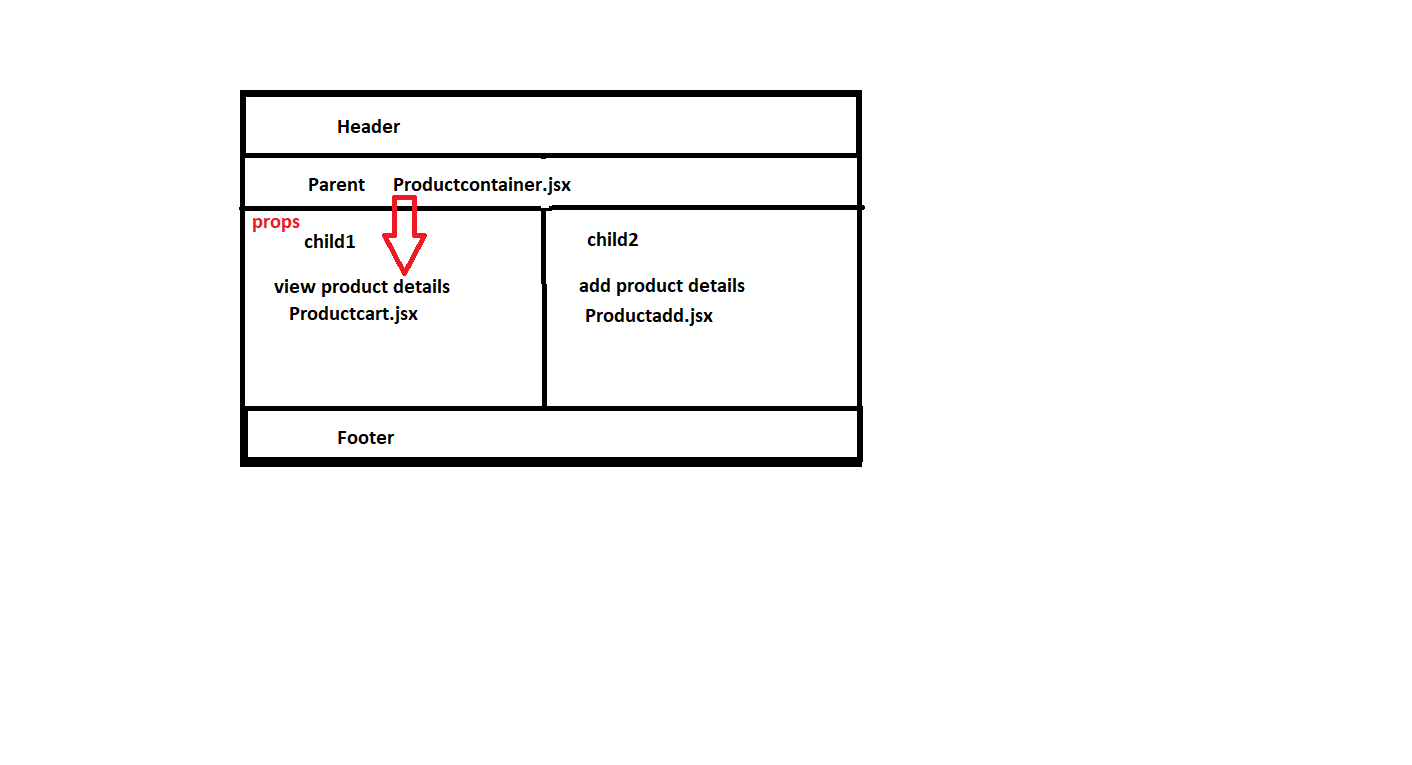 Header
Parent Productcontainer.jsx
props
child1
view product details
Productcart.jsx
child2
add product details
Productadd.jsx
Footer